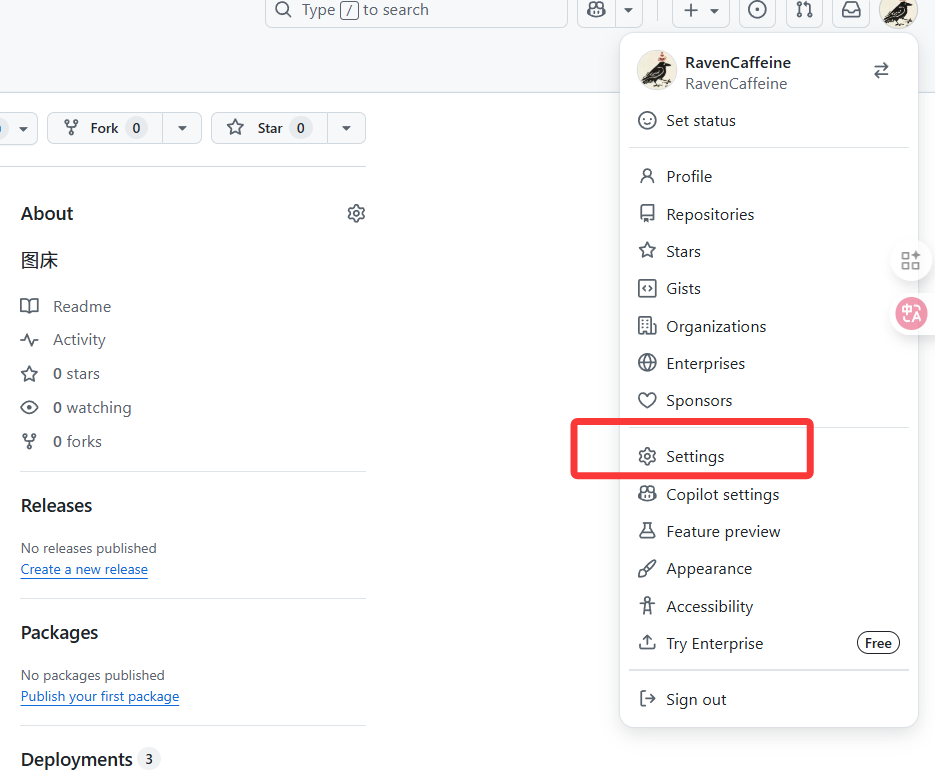 Type / to search
RavenCaffeine
RavenCaffeine
Set status
Profile
Repositories
Stars
Gists
Organizations
Enterprises
Sponsors
Settings
Copilot settings
Feature preview
Appearance
Accessibility
Try Enterprise Free
Sign out
Fork 0
Star 0
About
图床
Readme
Activity
0 stars
0 watching
0 forks
Releases
No releases published
Create a new release
Packages
No packages published
Publish your first package
Deployments 3
中A